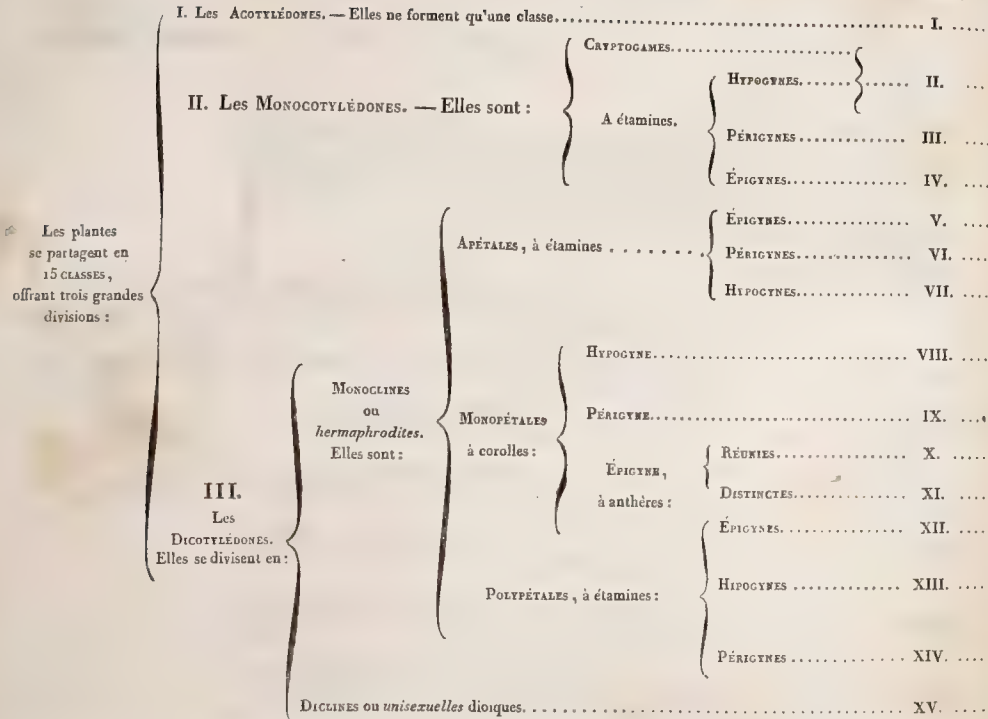 I. Les Acotylédones. — Elles ne forment qu'une classe........ I. .....
Cryptogames........
Hypogynes........ II. ...
II. Les Monocotylédones. — Elles sont :
A étamines.
Périgynes........ III. ....
Épigynes........ IV. ....
Les plantes
se partagent en
15 classes,
offrant trois grandes
divisions :
Apétales, à étamines ........
Épigynes........ V. ....
Périgynes........ VI. ....
Hypogynes........ VII. ....
Monoclines
ou
hermaphrodites.
Elles sont :
Monopétales
à corolles :
Hypogyne........ VIII. ....
Périgyne........ IX. ....
Épigyne,
à anthères :
Réunies........ X. ....
Distinctes........ XI. ....
III.
Les
Dicotylédones.
Elles se divisent en :
Polypétales, à étamines :
Épigynes........ XII. ....
Hipogynes ........ XIII. ....
Périgynes ........ XIV. ....
Diclines ou unisexuelles dioiques........ XV. ....